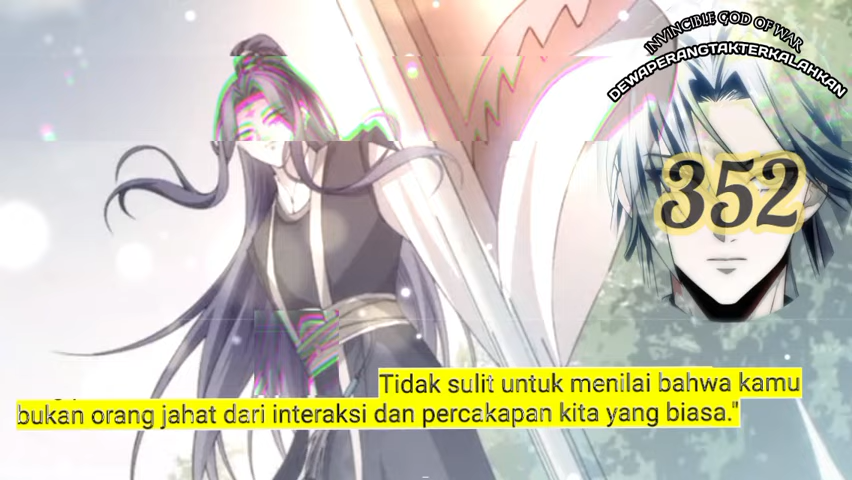 INVINCIBLE GOD OF WAR
DEWAPERANGTAKTERKALAHKAN
352
Tidak sulit untuk menilai bahwa kamu
bukan orang jahat dari interaksi dan percakapan kita yang biasa."